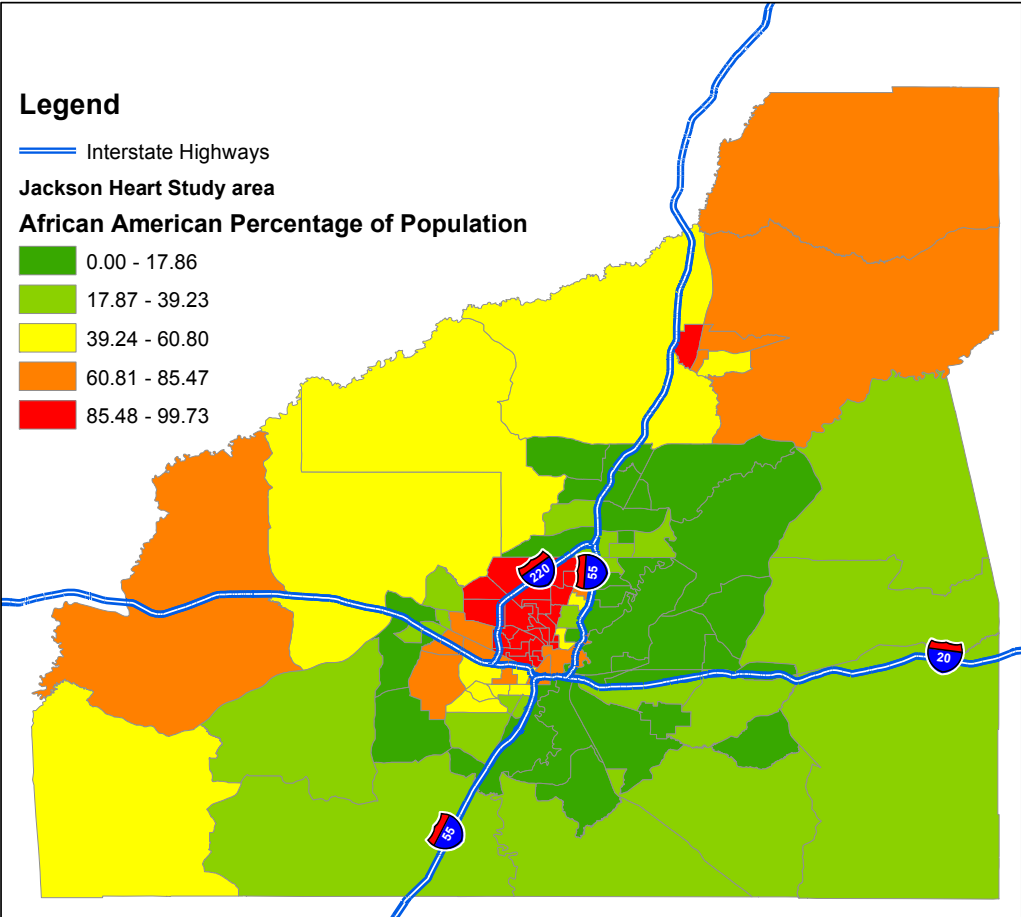 Legend
Interstate Highways
Jackson Heart Study area
African American Percentage of Population
0.00 - 17.86
17.87 - 39.23
39.24 - 60.80
60.81 - 85.47
85.48 - 99.73
220
55
20
55